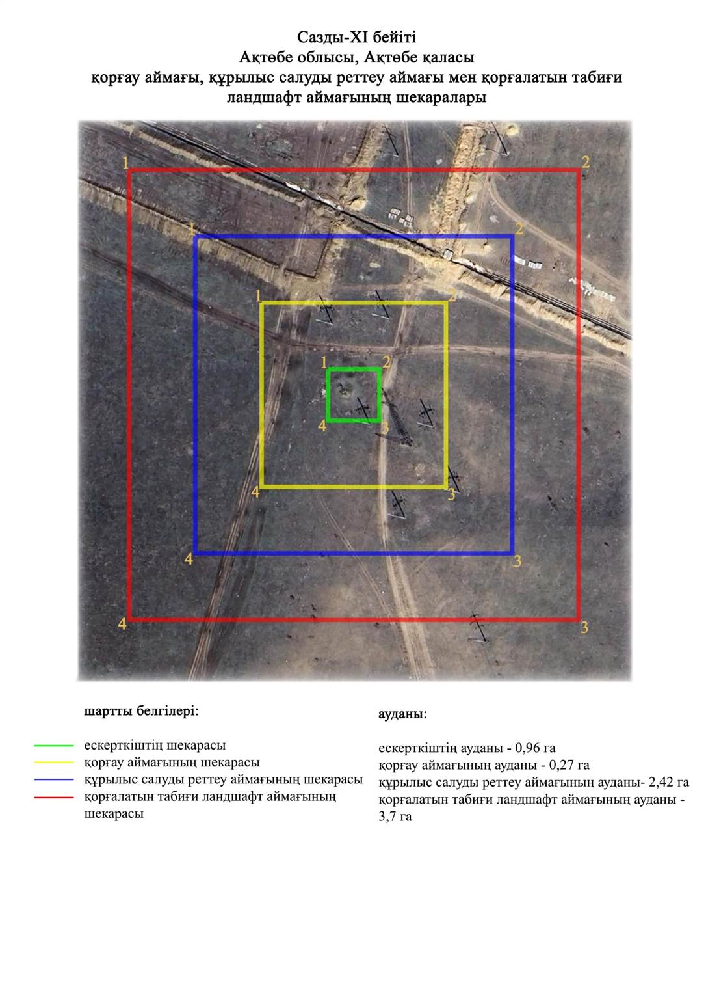 Сазды-XI бейіті
Ақтөбе облысы, Ақтөбе қаласы
қорғау аймағы, құрылыс салуды реттеу аймағы мен қорғалатын табиғи
ландшафт аймағының шекаралары
1
2
1
2
1
2
1
2
4
3
4
3
4
3
4
3
шартты белгілері:
ескерткіштің шекарасы
қорғау аймағының шекарасы
құрылыс салуды реттеу аймағының шекарасы
қорғалатын табиғи ландшафт аймағының
шекарасы
ауданы:
ескерткіштің ауданы - 0,96 га
қорғау аймағының ауданы - 0,27 га
құрылыс салуды реттеу аймағының ауданы- 2,42 га
қорғалатын табиғи ландшафт аймағының ауданы -
3,7 га